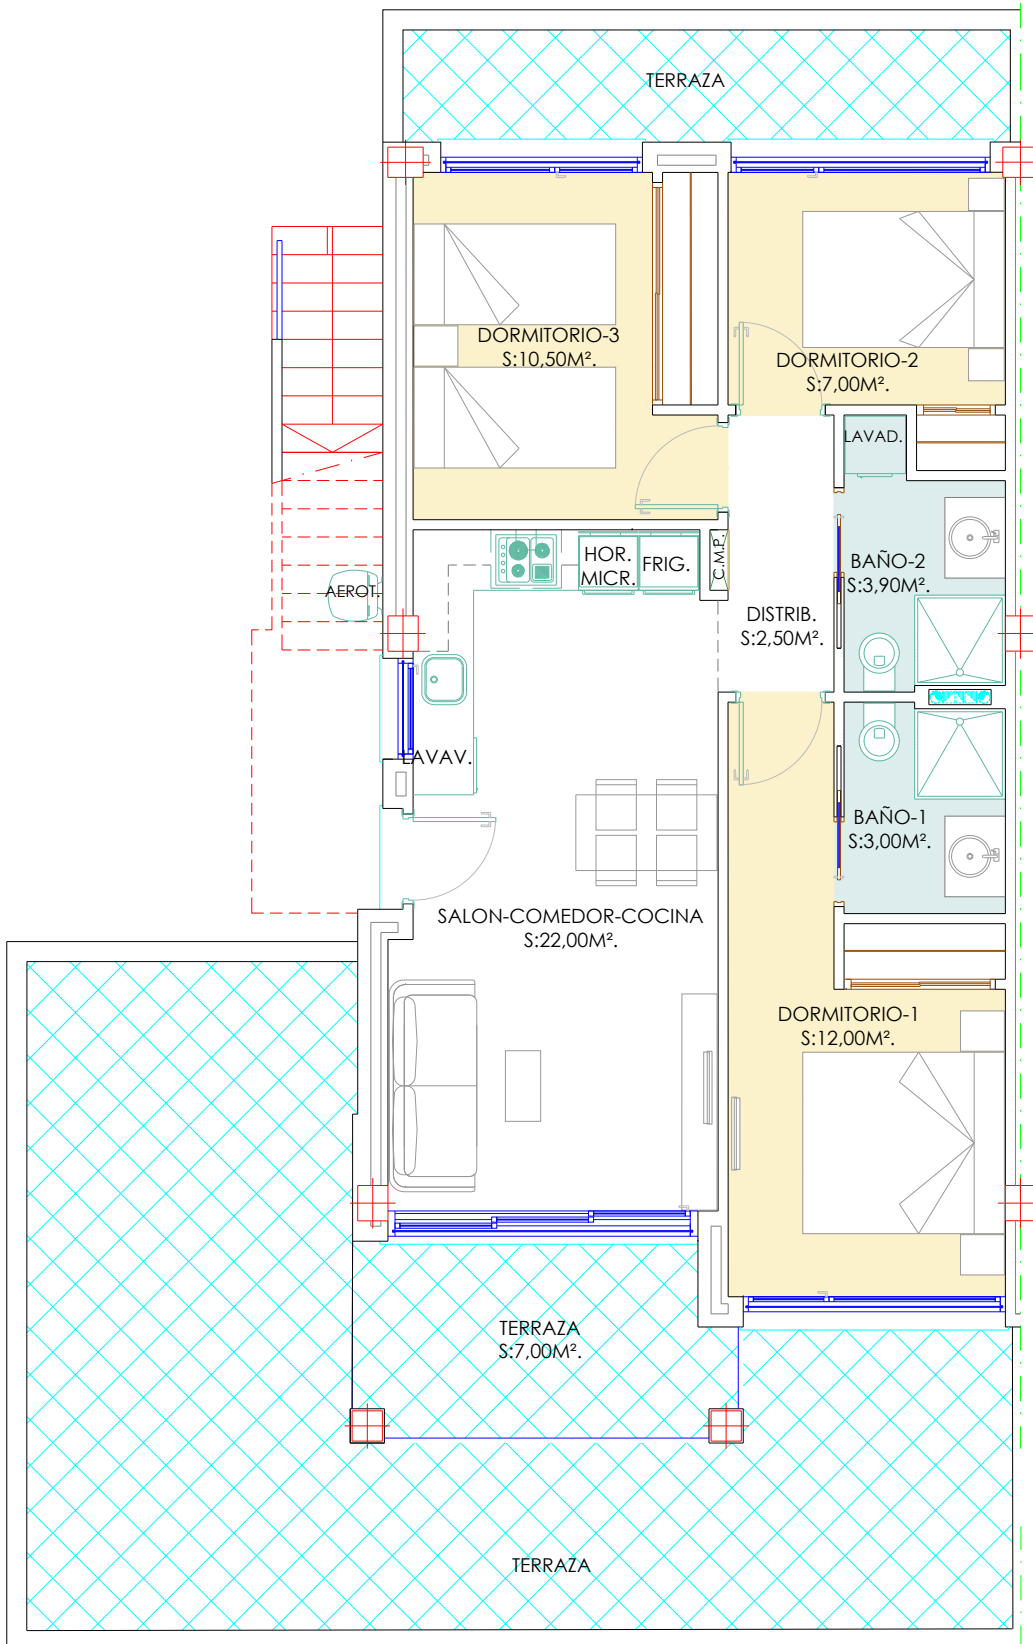 TERRAZA
DORMITORIO-3
S:10,50M².
DORMITORIO-2
S:7,00M².
LAVAD.
HOR.
MICR.
FRIG.
C.M.P.
BAÑO-2
S:3,90M².
AEROT.
DISTRIB.
S:2,50M².
LAVAV.
BAÑO-1
S:3,00M².
SALON-COMEDOR-COCINA
S:22,00M².
DORMITORIO-1
S:12,00M².
TERRAZA
S:7,00M².
TERRAZA